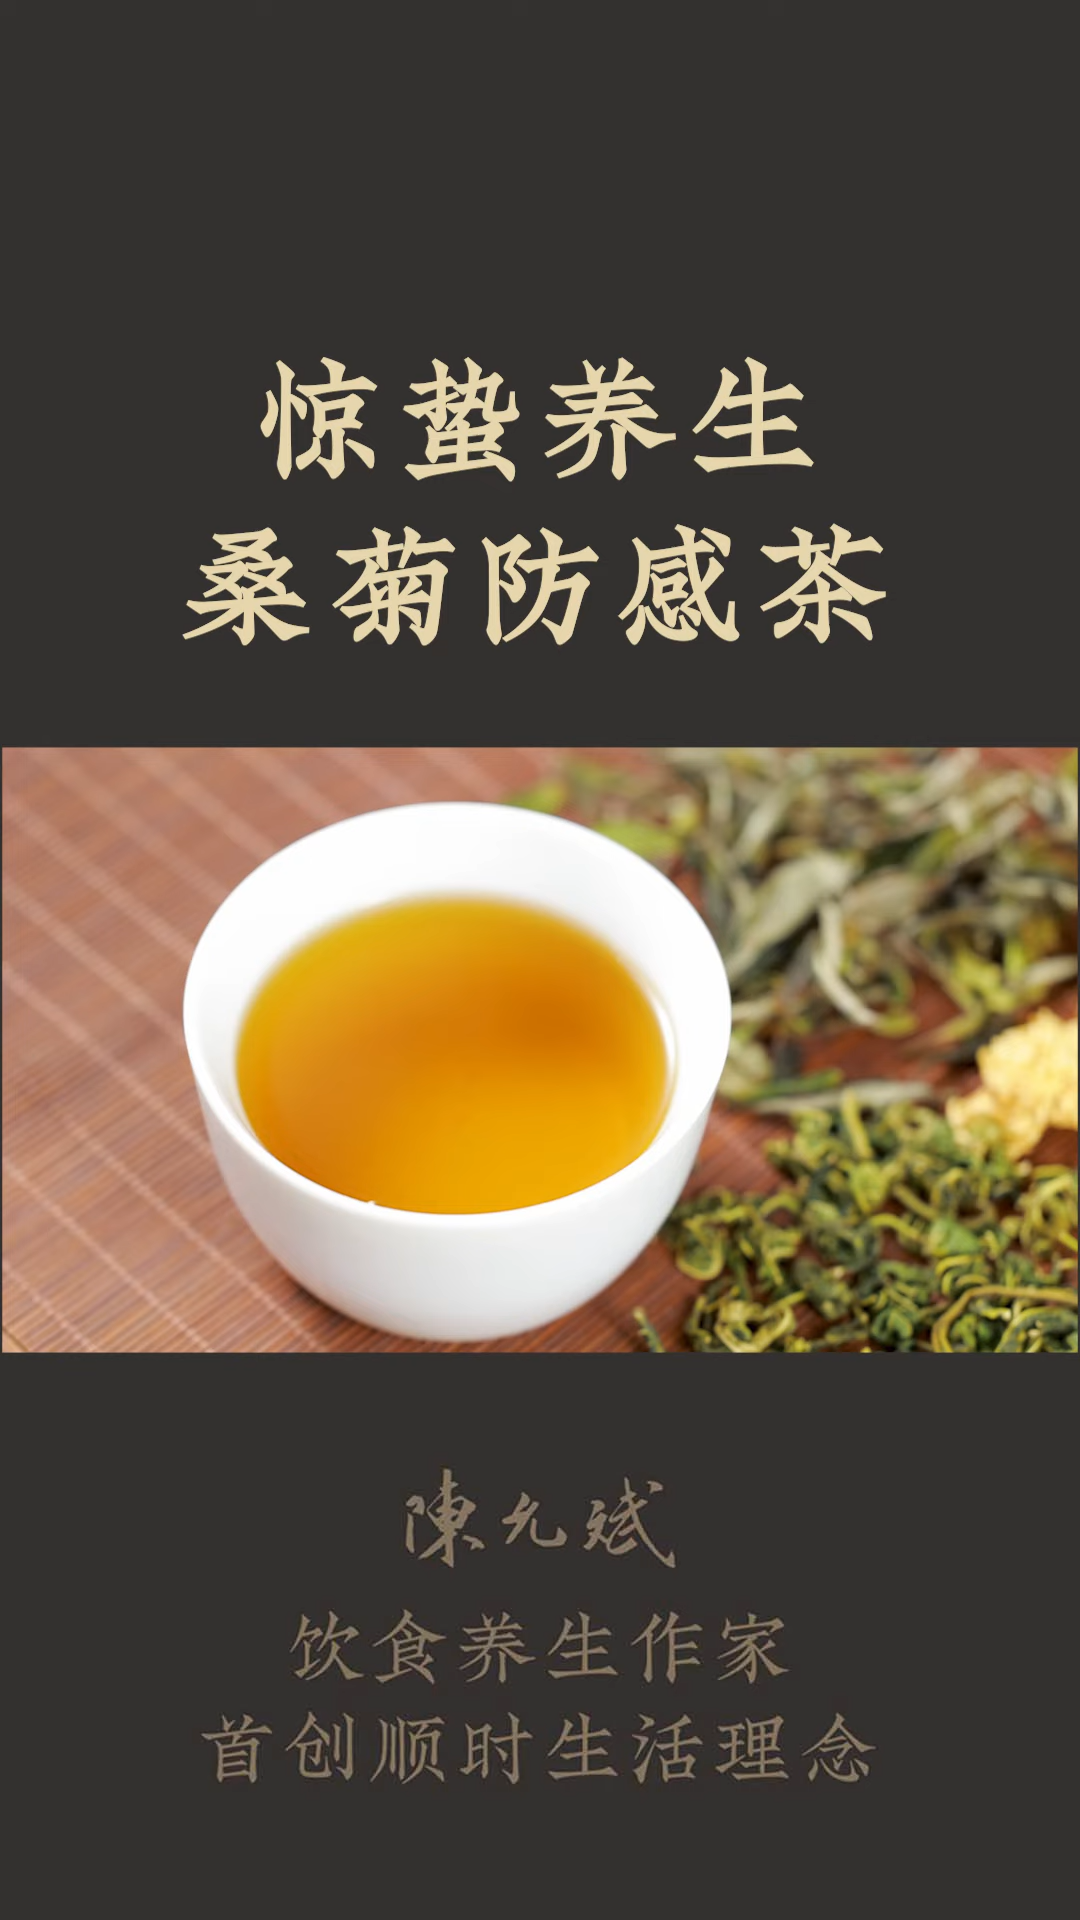 惊蛰养生
桑菊防感茶
陳允斌
饮食养生作家
首创顺时生活理念